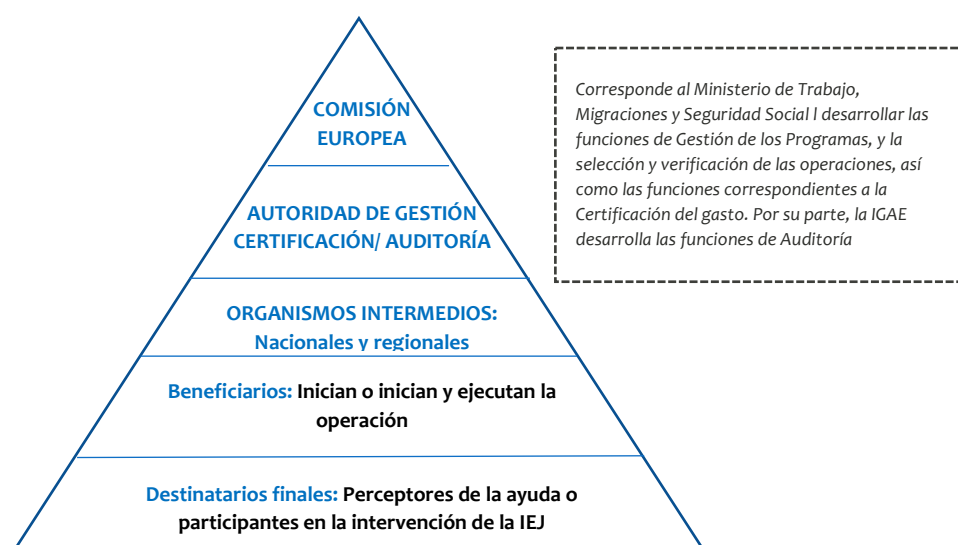 COMISIÓN
EUROPEA
AUTORIDAD DE GESTIÓN
CERTIFICACIÓN/ AUDITORÍA
ORGANISMOS INTERMEDIOS:
Nacionales y regionales
Beneficiarios: Inician o inician y ejecutan la
operación
Destinatarios finales: Perceptores de la ayuda o
participantes en la intervención de la IEJ
Corresponde al Ministerio de Trabajo,
Migraciones y Seguridad Social l desarrollar las
funciones de Gestión de los Programas, y la
selección y verificación de las operaciones, así
como las funciones correspondientes a la
Certificación del gasto. Por su parte, la IGAE
desarrolla las funciones de Auditoría